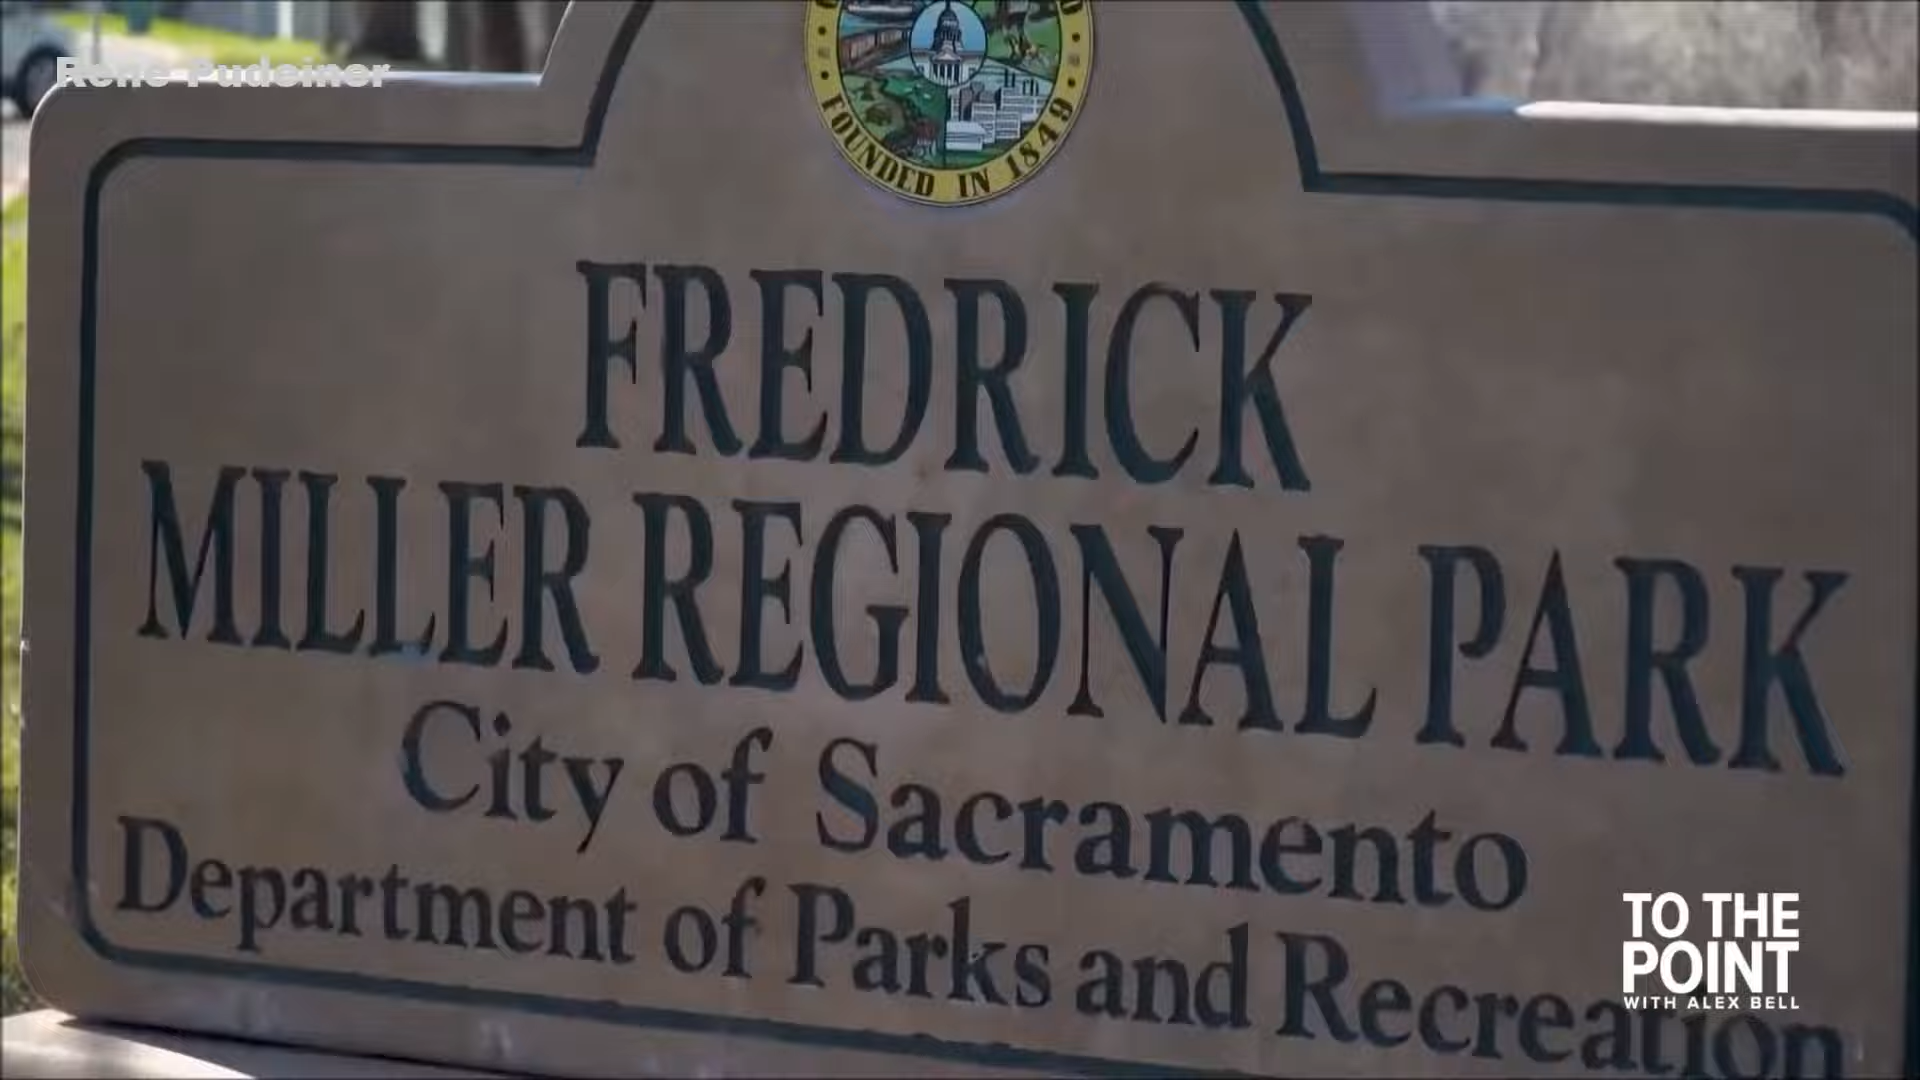 FOUNDED IN 1849
FREDRICK
MILLER REGIONAL PARK
City of Sacramento
Department of Parks and Recreation
TO THE
POINT
WITH ALEX BELL